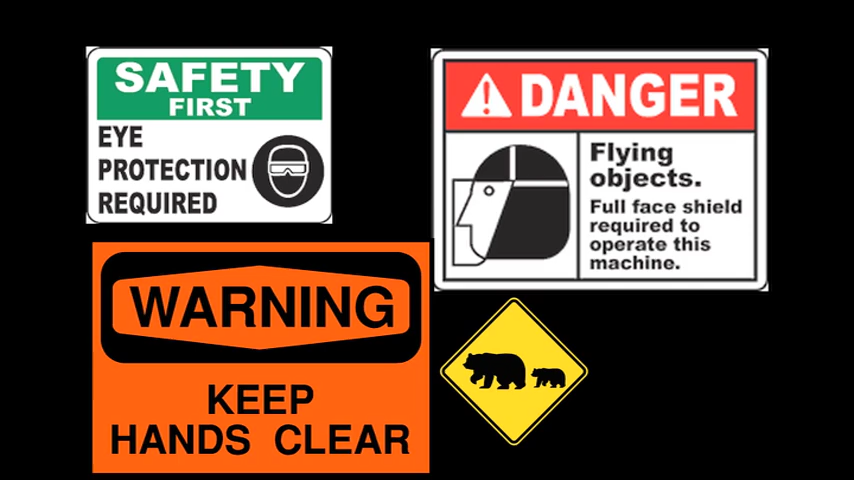 SAFETY
FIRST
EYE
PROTECTION
REQUIRED
DANGER
Flying
objects.
Full face shield
required to
operate this
machine.
WARNING
KEEP
HANDS CLEAR